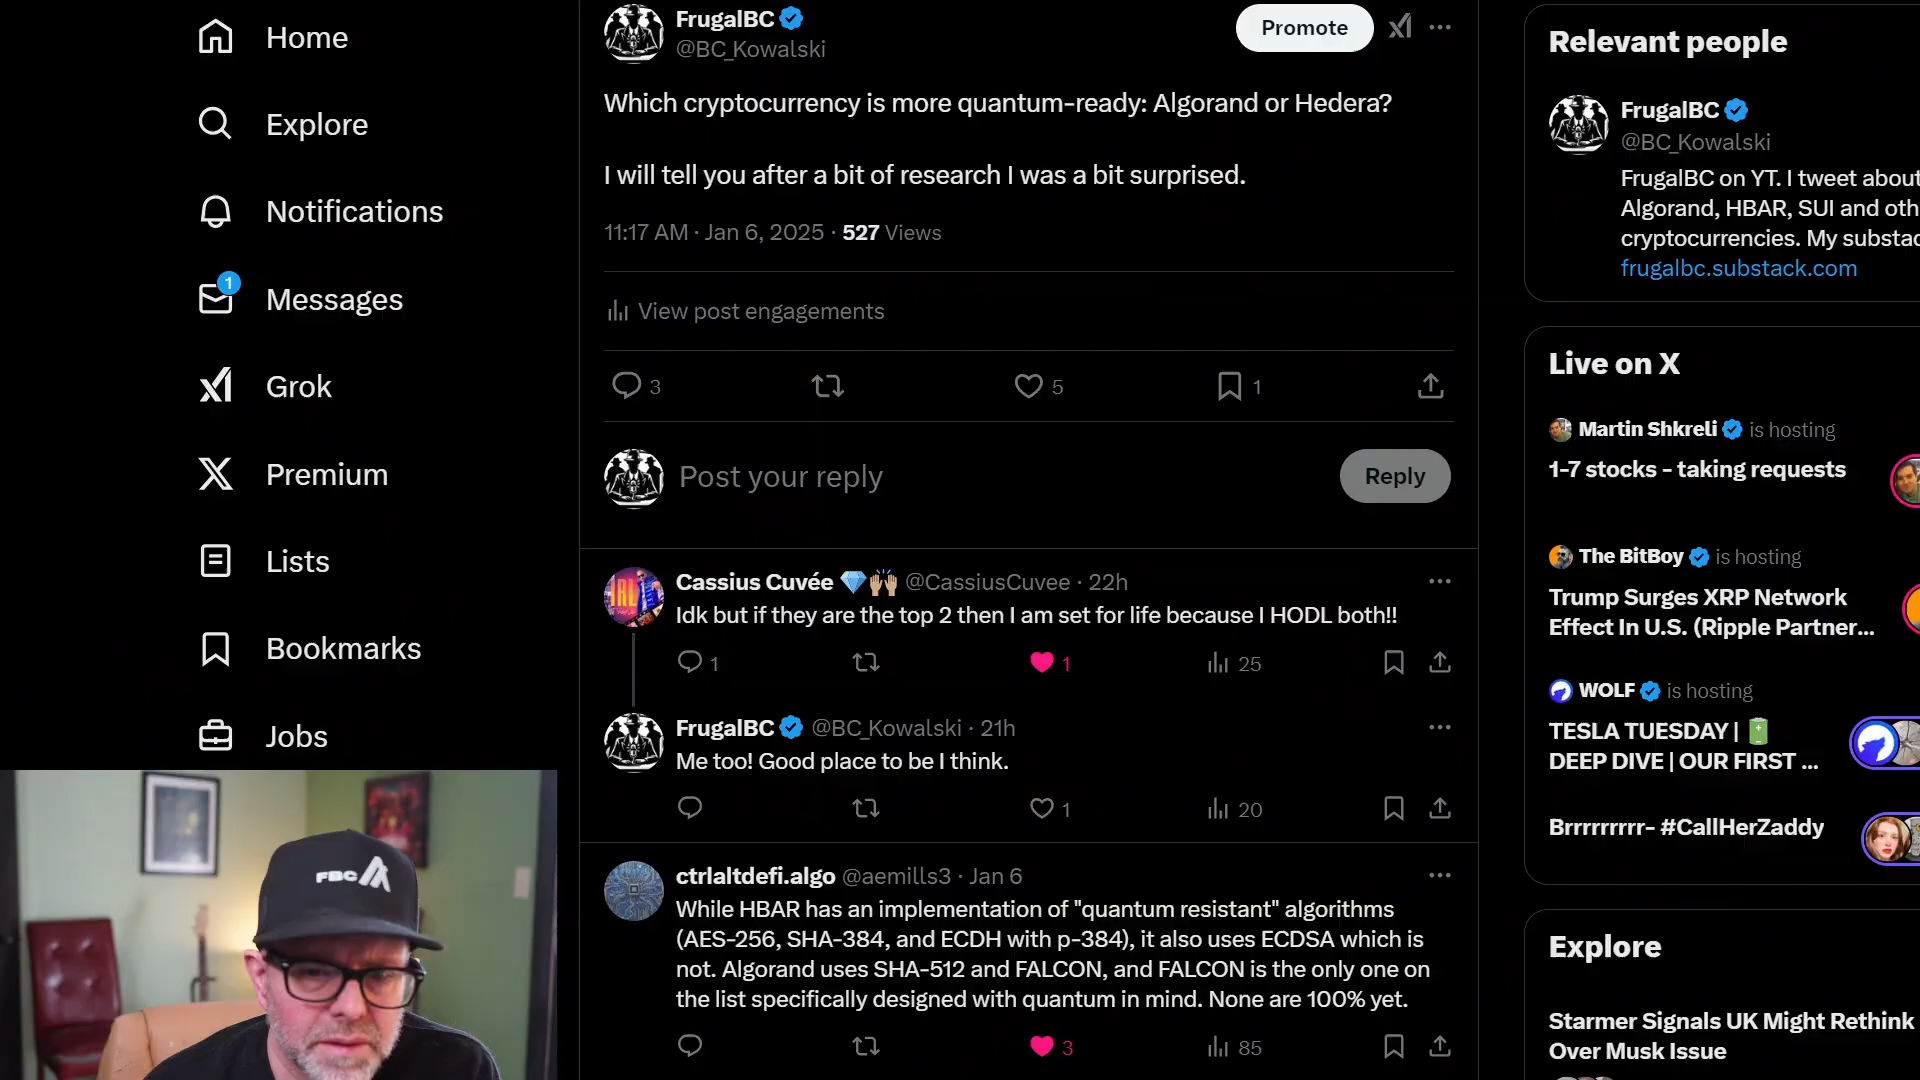 Home
Explore
Notifications
1
Messages
Grok
Premium
Lists
Bookmarks
Jobs
FBC
FrugalBC
@BC_Kowalski
Promote
Which cryptocurrency is more quantum-ready: Algorand or Hedera?
I will tell you after a bit of research I was a bit surprised.
11:17 AM · Jan 6, 2025 · 527 Views
View post engagements
3
5
1
Post your reply
Reply
Cassius Cuvée 💎🙌🏼 @CassiusCuvee · 22h
Idk but if they are the top 2 then I am set for life because I HODL both!!
1
1
25
FrugalBC @BC_Kowalski · 21h
Me too! Good place to be I think.
1
20
ctrlaltdefi.algo @aemills3 · Jan 6
While HBAR has an implementation of "quantum resistant" algorithms
(AES-256, SHA-384, and ECDH with p-384), it also uses ECDSA which is
not. Algorand uses SHA-512 and FALCON, and FALCON is the only one on
the list specifically designed with quantum in mind. None are 100% yet.
3
85
Relevant people
FrugalBC
@BC_Kowalski
FrugalBC on YT. I tweet about
Algorand, HBAR, SUI and oth
cryptocurrencies. My substac
frugalbc.substack.com
Live on X
Martin Shkreli is hosting
1-7 stocks - taking requests
The BitBoy is hosting
Trump Surges XRP Network
Effect In U.S. (Ripple Partner...
WOLF is hosting
TESLA TUESDAY | 🔋
DEEP DIVE | OUR FIRST ...
Brrrrrrrrr- #CallHerZaddy
Explore
Starmer Signals UK Might Rethink
Over Musk Issue